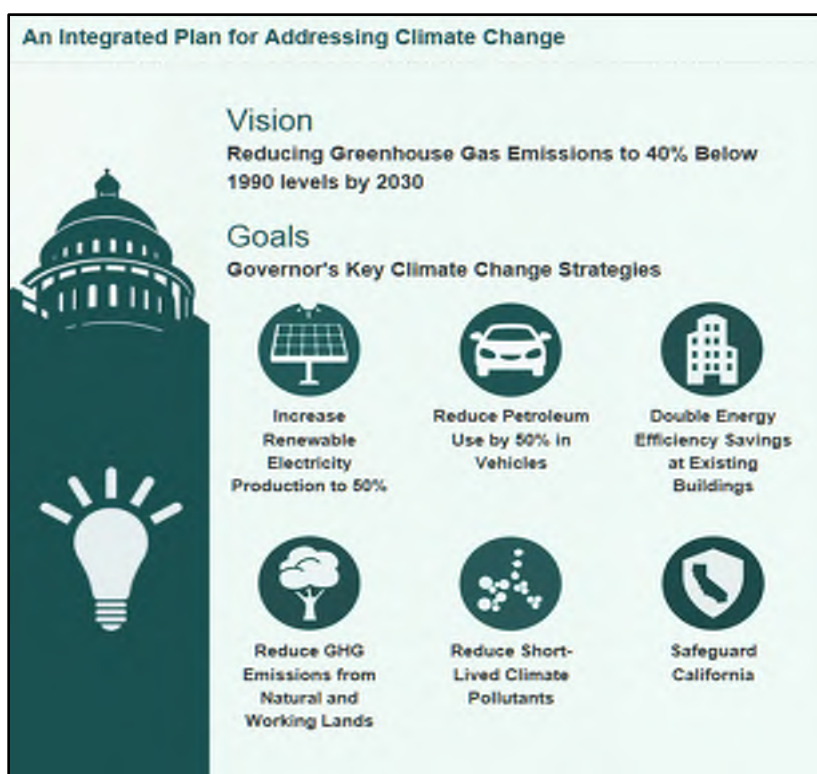 An Integrated Plan for Addressing Climate Change
Vision
Reducing Greenhouse Gas Emissions to 40% Below
1990 levels by 2030
Goals
Governor's Key Climate Change Strategies
Increase
Renewable
Electricity
Production to 50%
Reduce Petroleum
Use by 50% in
Vehicles
Double Energy
Efficiency Savings
at Existing
Buildings
Reduce GHG
Emissions from
Natural and
Working Lands
Reduce Short-
Lived Climate
Pollutants
Safeguard
California